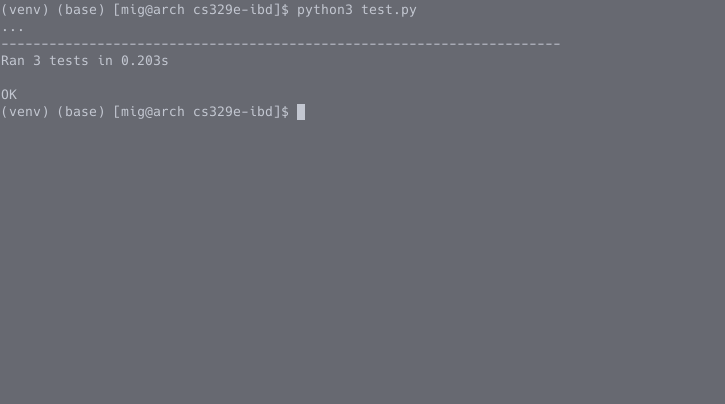 (venv) (base) [mig@arch cs329e-ibd]$ python3 test.py
...
----------------------------------------------------------------------
Ran 3 tests in 0.203s

OK
(venv) (base) [mig@arch cs329e-ibd]$